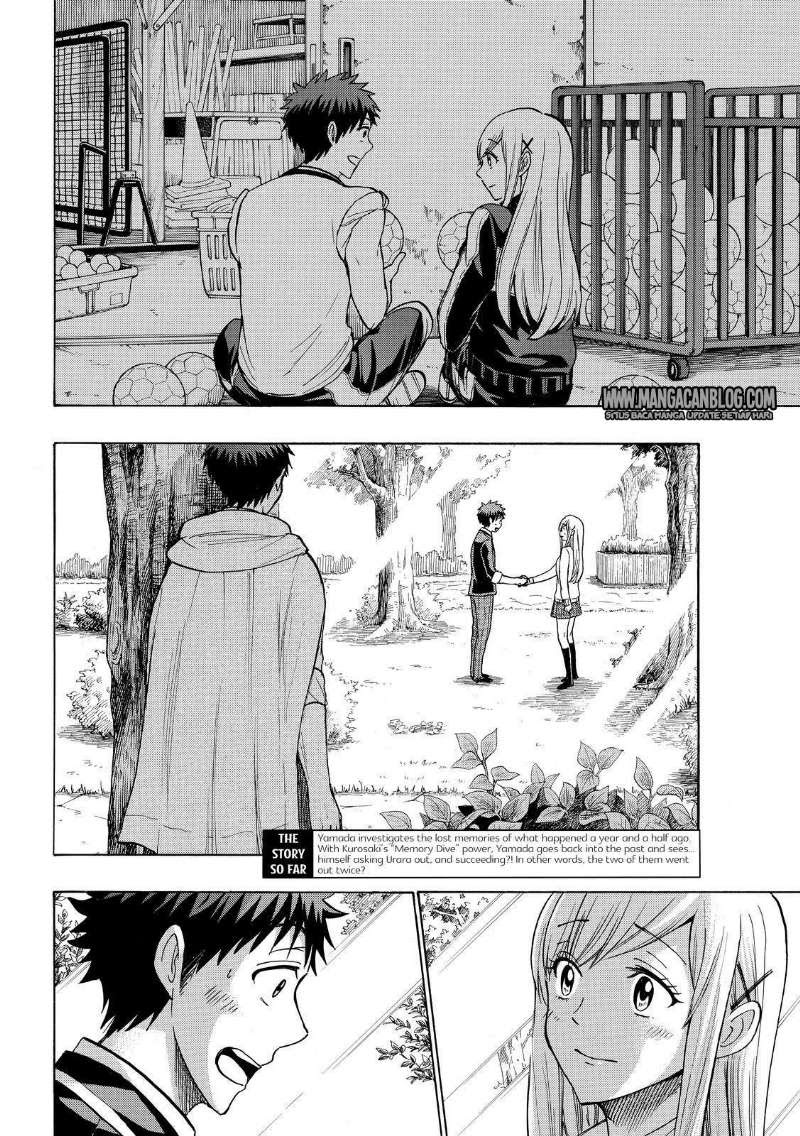 WWW.MANGACANBLOG.COM
SITUS BACA MANGA UPDATE SETIAP HARI
THE
STORY
SO FAR
Yamada investigates the lost memories of what happened a year and a half ago.
With Kurosaki's "Memory Dive" power, Yamada goes back into the past and sees...
himself asking Urara out, and succeeding?! In other words, the two of them went
out twice?